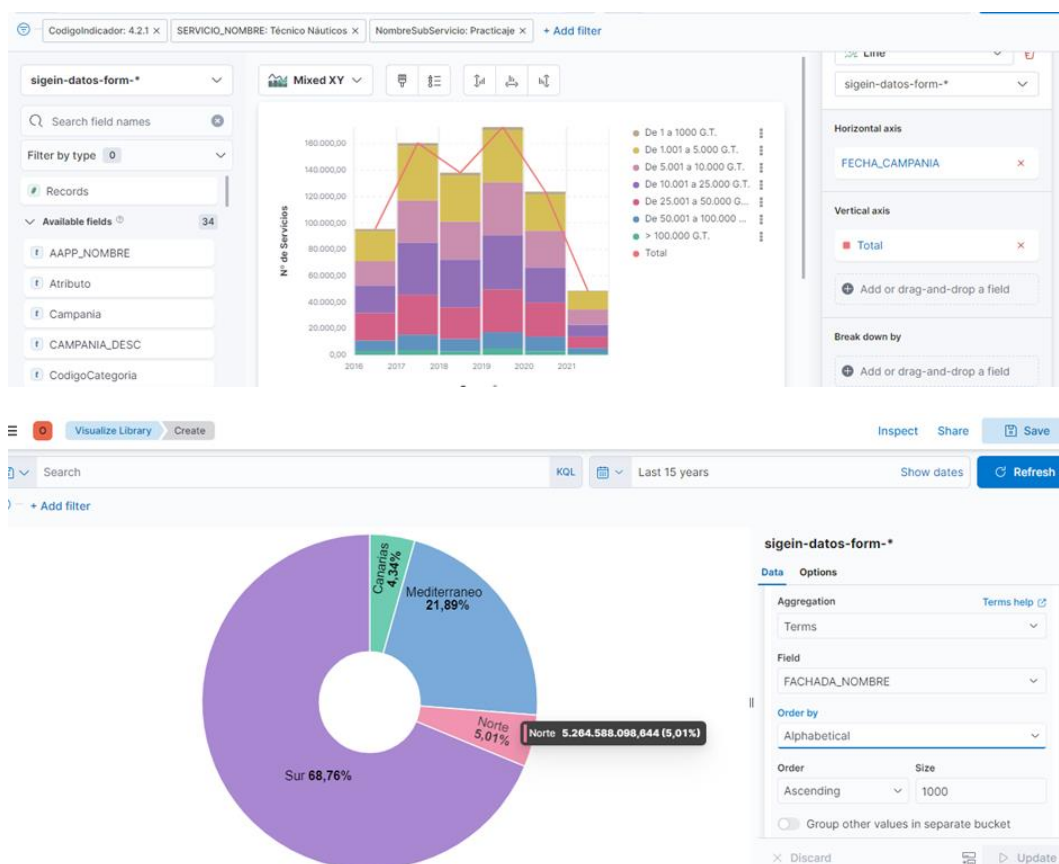 CodigoIndicador: 4.2.1 × SERVICIO_NOMBRE: Técnico Náuticos × NombreSubServicio: Practicaje × + Add filter
sigein-datos-form-*
Search field names
Filter by type 0
Records
Available fields 34
AAPP_NOMBRE
Atributo
Campania
CAMPANIA_DESC
CodigoCategoria
Mixed XY
Nº de Servicios
160.000,00
140.000,00
120.000,00
100.000,00
80.000,00
60.000,00
40.000,00
20.000,00
0,00
2016 2017 2018 2019 2020 2021
De 1 a 1000 G.T.
De 1.001 a 5.000 G.T.
De 5.001 a 10.000 G.T.
De 10.001 a 25.000 G.T.
De 25.001 a 50.000 G...
De 50.001 a 100.000 ...
> 100.000 G.T.
Total
Line
sigein-datos-form-*
Horizontal axis
FECHA_CAMPANIA ×
Vertical axis
Total ×
Add or drag-and-drop a field
Break down by
Add or drag-and-drop a field
O Visualize Library Create Inspect Share Save
Search KQL Last 15 years Show dates Refresh
+ Add filter
Canarias
4,34%
Mediterraneo
21,89%
Norte
5,01%
Norte 5.264.588.098,644 (5,01%)
Sur 68,76%
sigein-datos-form-*
Data Options
Aggregation Terms help
Terms
Field
FACHADA_NOMBRE
Order by
Alphabetical
Order Size
Ascending 1000
Group other values in separate bucket
× Discard Update